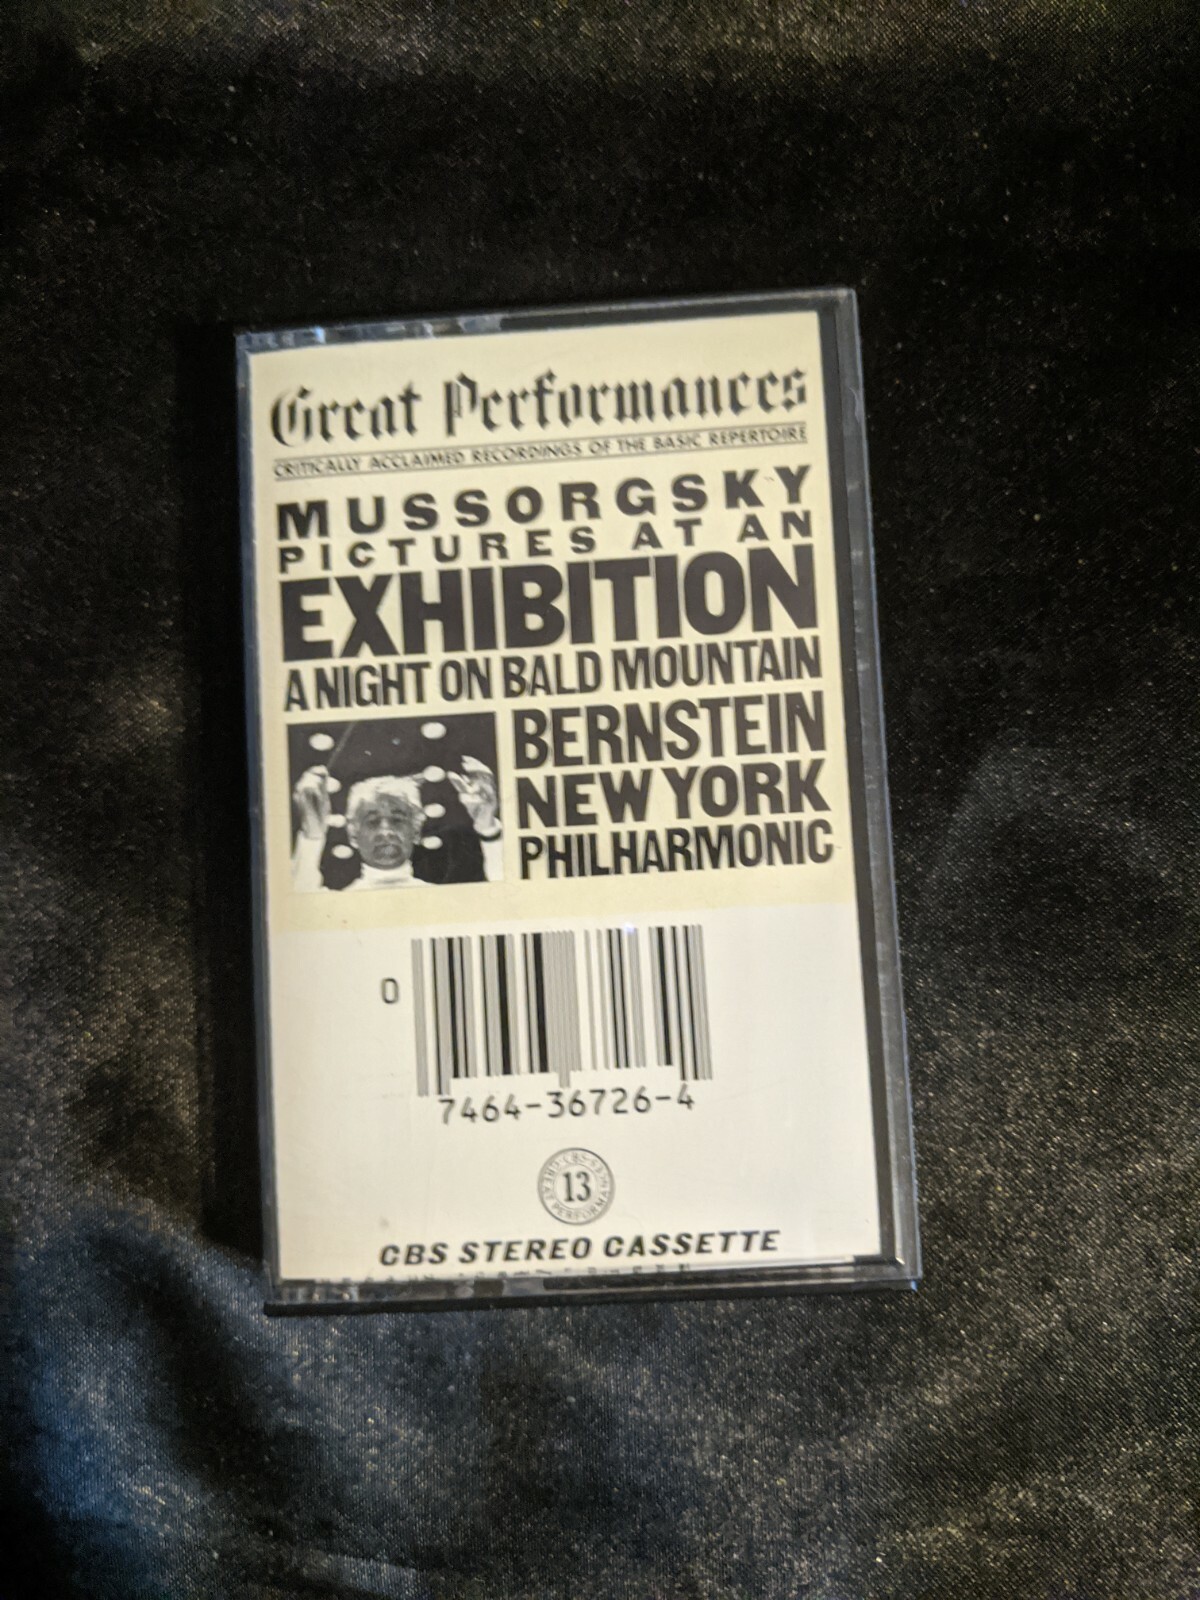 Great Performances
CRITICALLY ACCLAIMED RECORDINGS OF THE BASIC REPERTOIRE
MUSSORGSKY
PICTURES AT AN
EXHIBITION
A NIGHT ON BALD MOUNTAIN
BERNSTEIN
NEW YORK
PHILHARMONIC
0
7464-36726-4
13
CBS STEREO CASSETTE